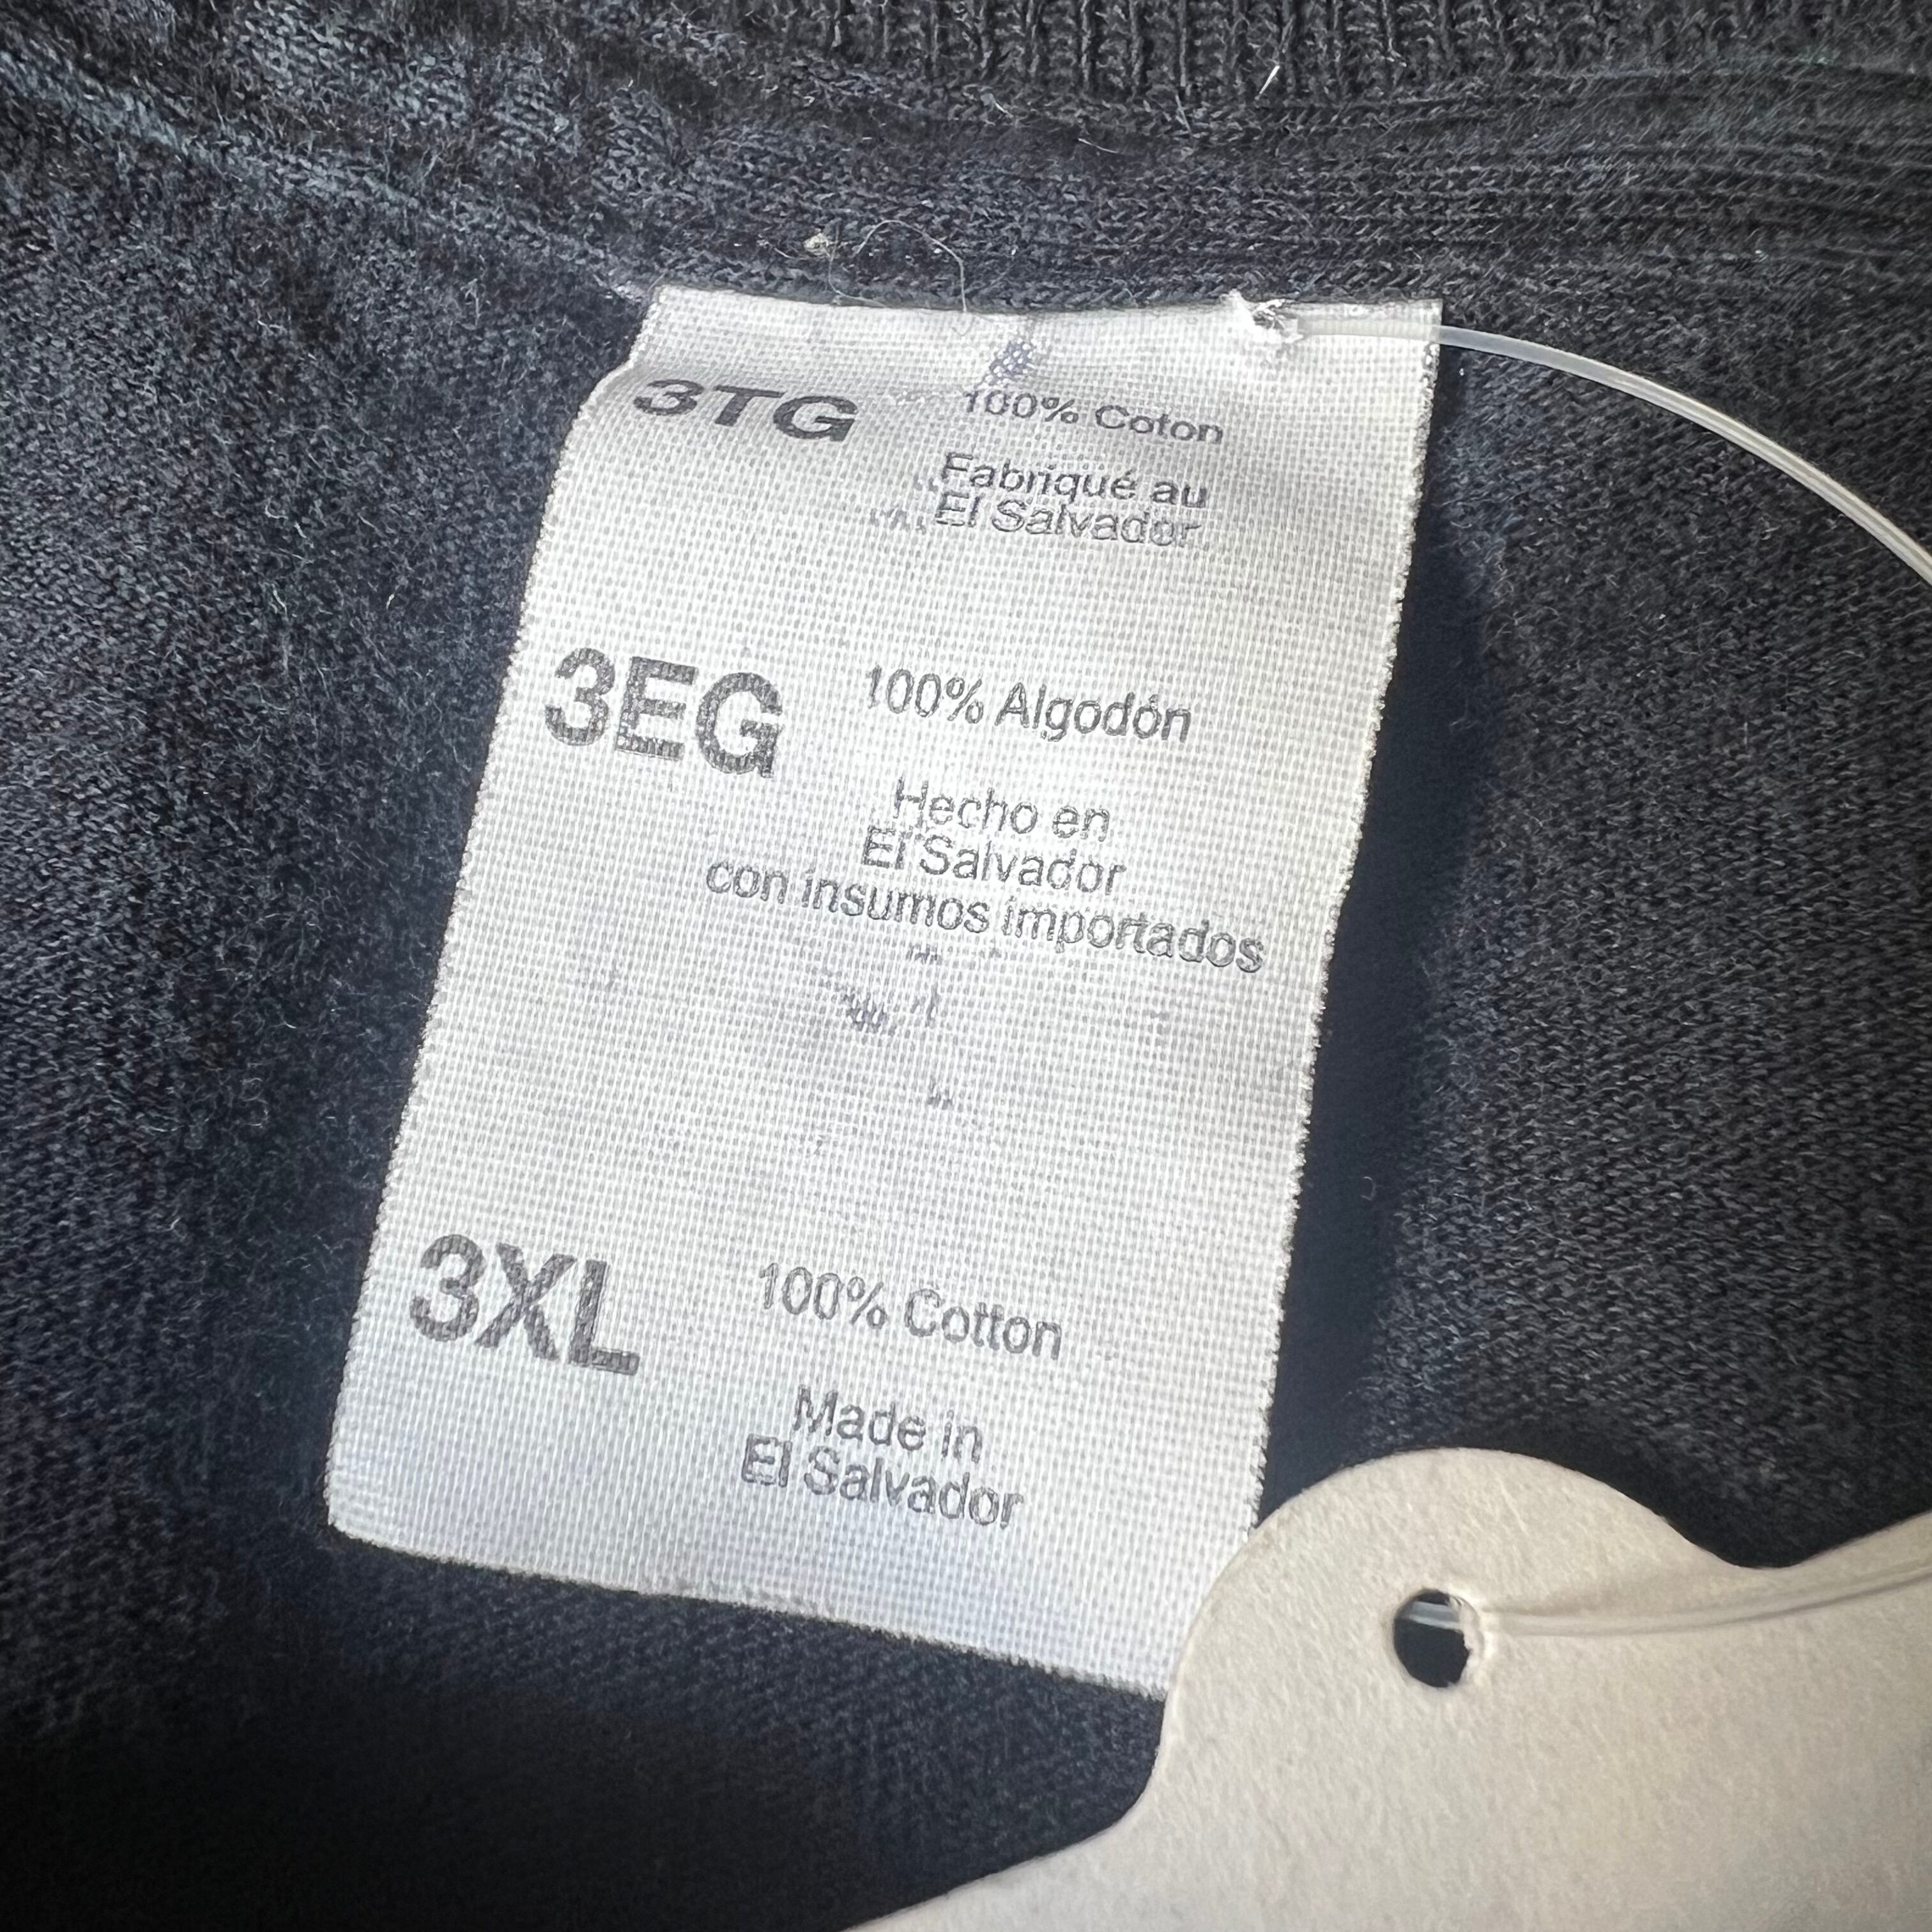 3TG 100% Coton
Fabriqué au
El Salvador
3EG 100% Algodón
Hecho en
El Salvador
con insumos importados
3XL 100% Cotton
Made in
El Salvador